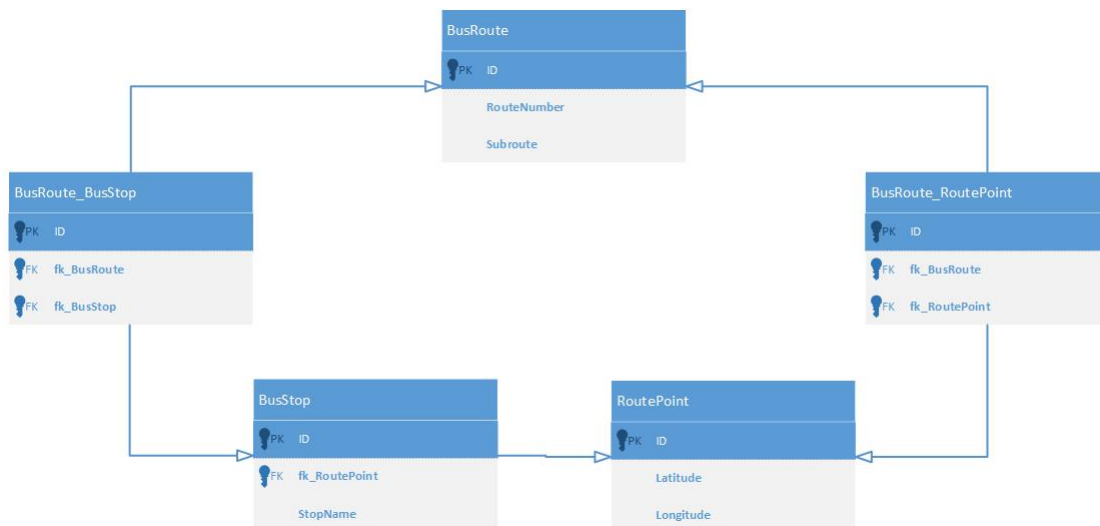 BusRoute
PK ID
RouteNumber
Subroute
BusRoute_BusStop
PK ID
FK fk_BusRoute
FK fk_BusStop
BusRoute_RoutePoint
PK ID
FK fk_BusRoute
FK fk_RoutePoint
BusStop
PK ID
FK fk_RoutePoint
StopName
RoutePoint
PK ID
Latitude
Longitude